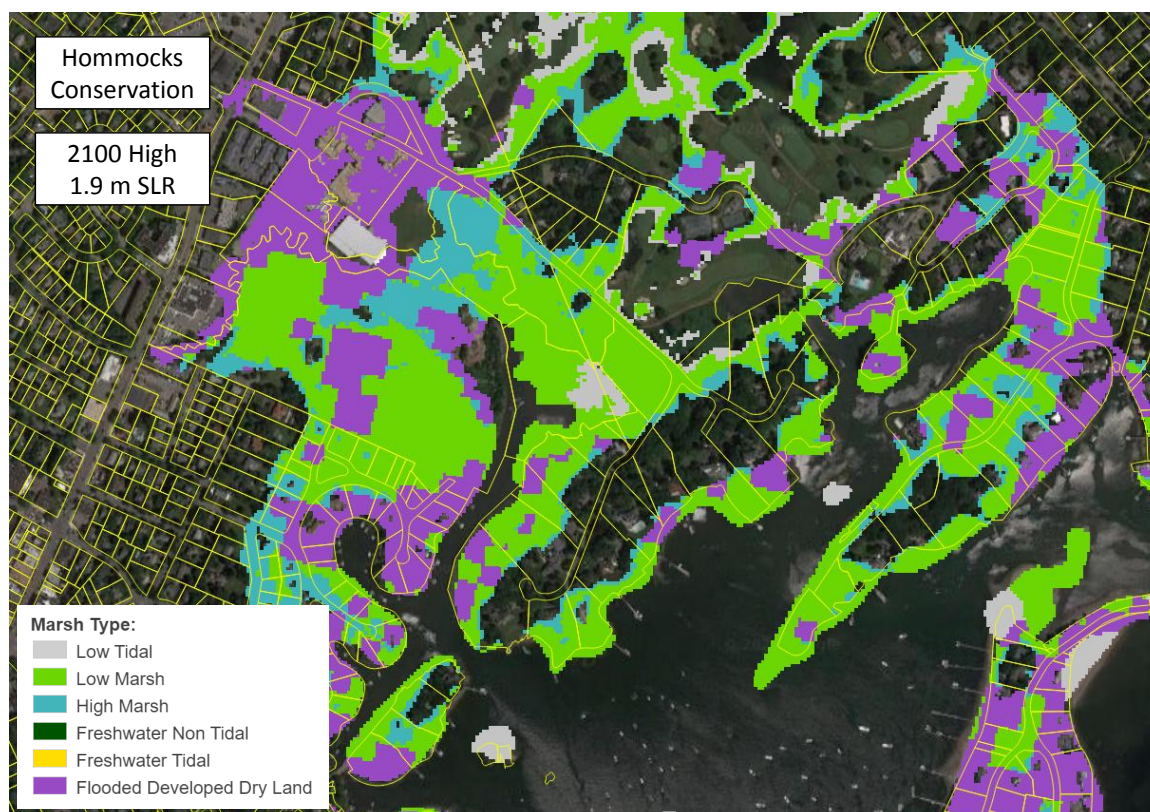 Hommocks
Conservation
2100 High
1.9 m SLR
Marsh Type:
Low Tidal
Low Marsh
High Marsh
Freshwater Non Tidal
Freshwater Tidal
Flooded Developed Dry Land